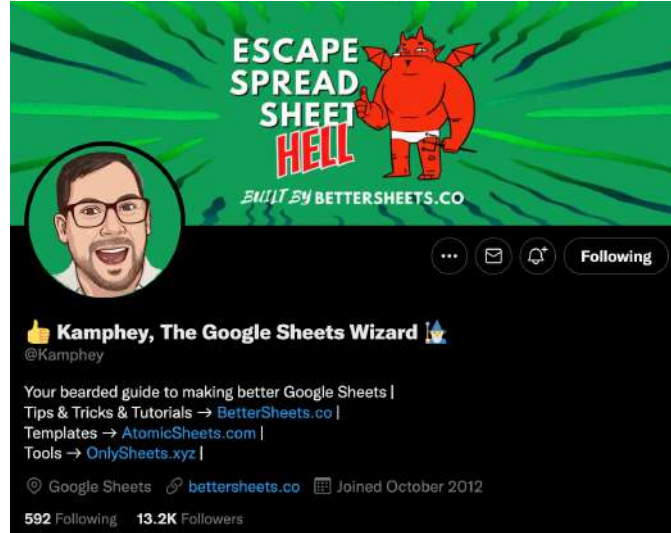 ESCAPE
SPREAD
SHEET
HELL
BUILT BY BETTERSHEETS.CO
Following
👍 Kamphey, The Google Sheets Wizard 🧙‍♂️
@Kamphey
Your bearded guide to making better Google Sheets |
Tips & Tricks & Tutorials → BetterSheets.co |
Templates → AtomicSheets.com |
Tools → OnlySheets.xyz |
Google Sheets bettersheets.co Joined October 2012
592 Following 13.2K Followers